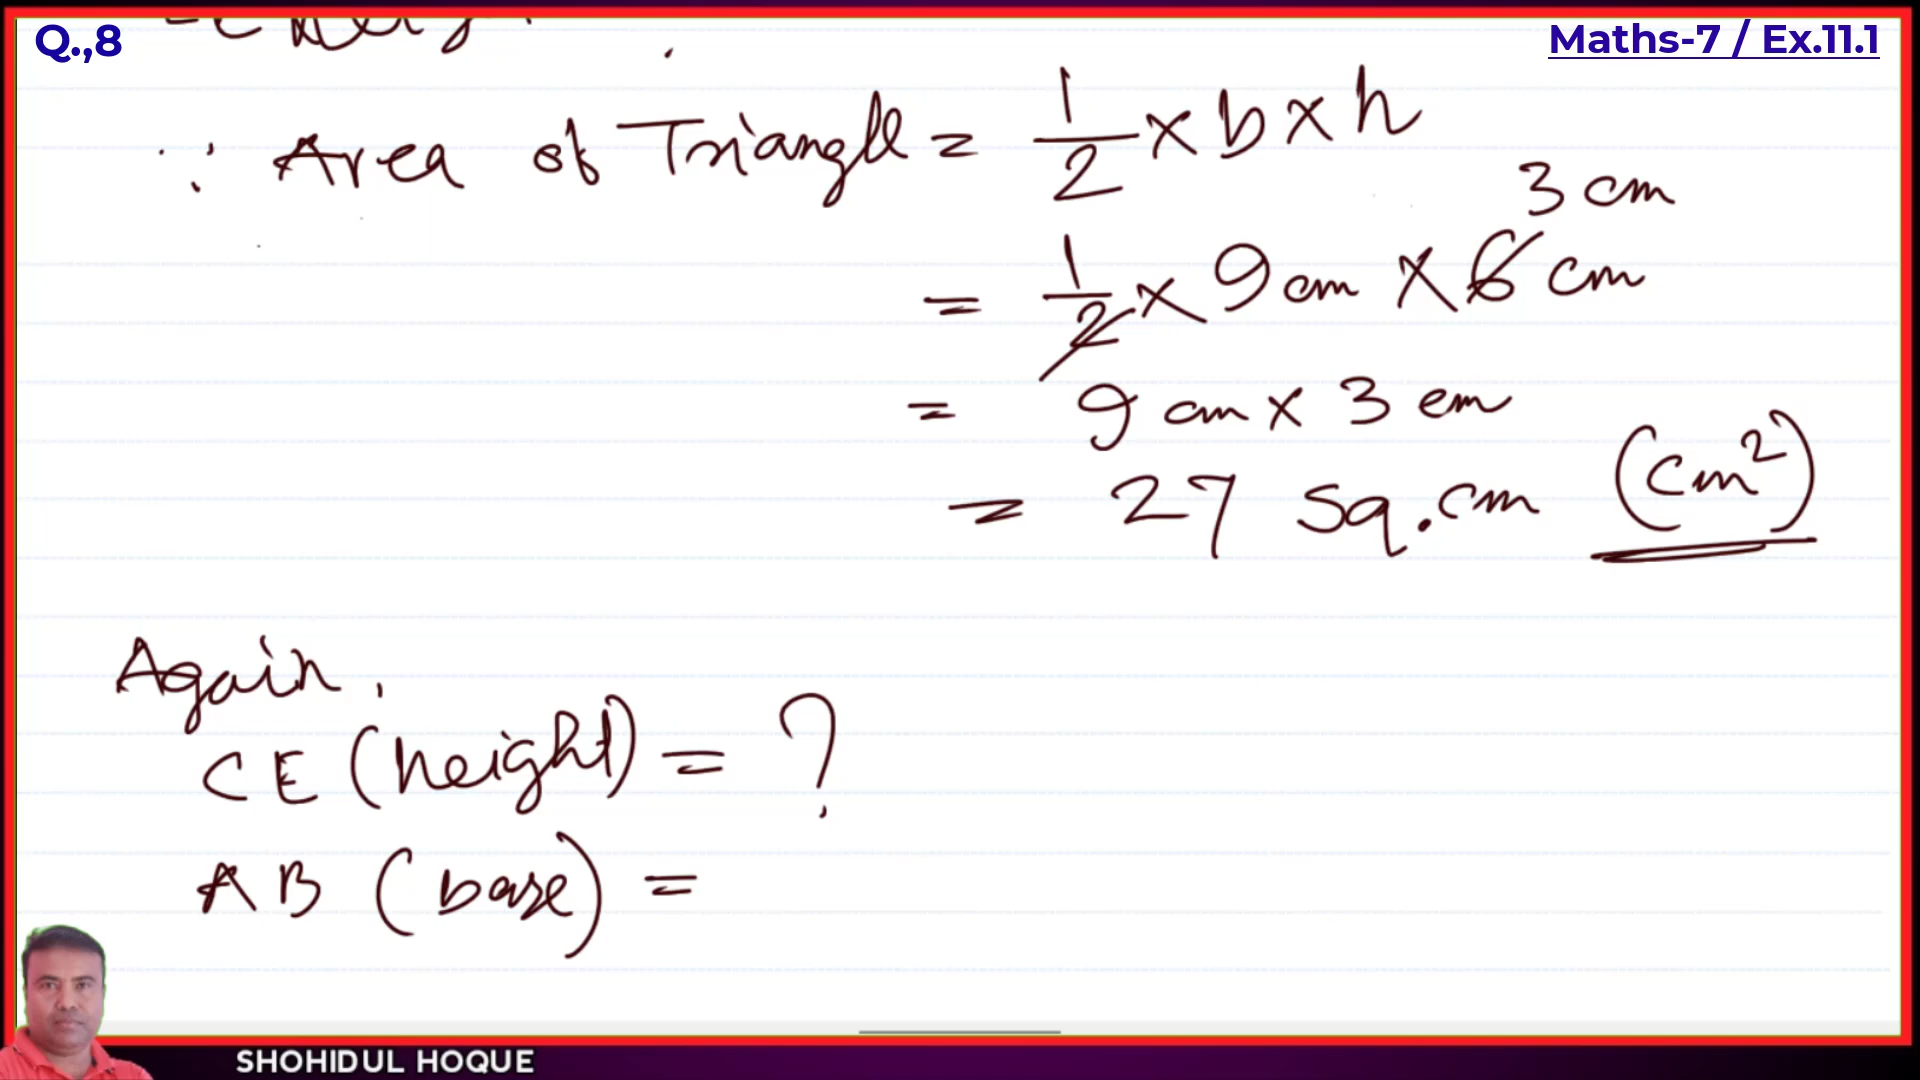 Q.,8
Maths-7 / Ex.11.1
∵ Area of Triangle = 1/2 × b × h
3 cm
= 1/2 × 9 cm × 6 cm
= 9 cm × 3 cm
= 27 sq.cm (cm²)
Again,
CE (height) = ?
AB (base) =
SHOHIDUL HOQUE